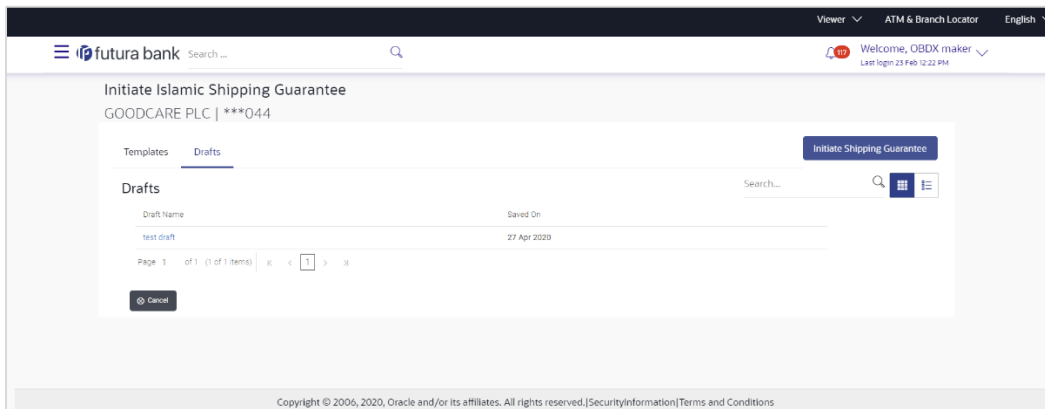 Viewer ATM & Branch Locator English
futura bank Search ... 117 Welcome, OBDX maker
Last login 23 Feb 12:22 PM
Initiate Islamic Shipping Guarantee
GOODCARE PLC | ***044
Templates Drafts Initiate Shipping Guarantee
Drafts Search...
Draft Name Saved On
test draft 27 Apr 2020
Page 1 of 1 (1 of 1 items) 1
Cancel
Copyright © 2006, 2020, Oracle and/or its affiliates. All rights reserved.|SecurityInformation|Terms and Conditions